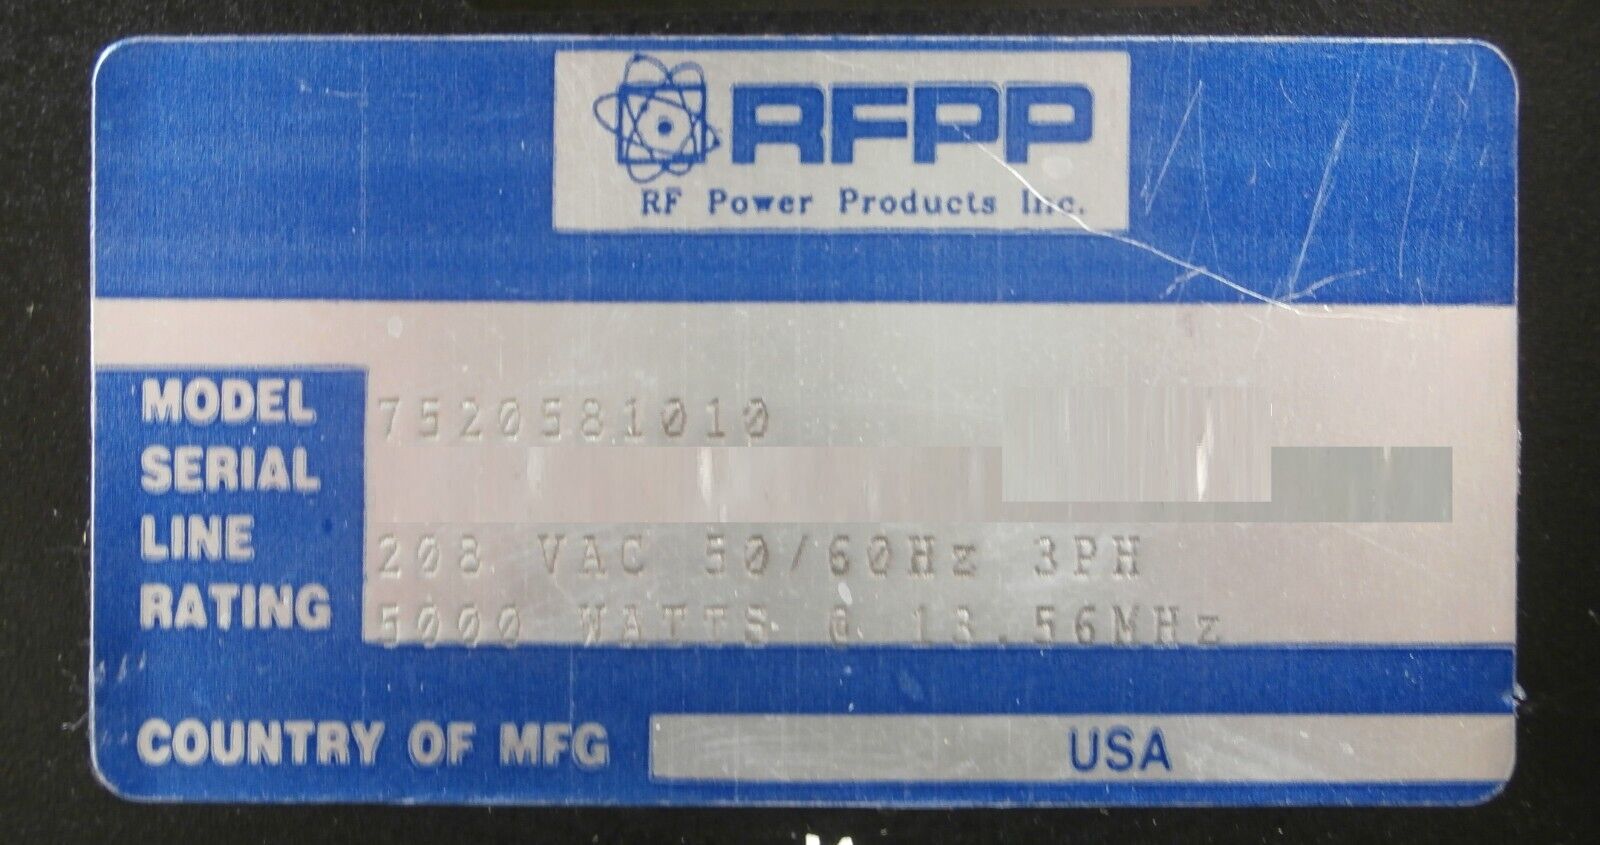 RFPP
RF Power Products Inc.
MODEL 7520581010
SERIAL
LINE 208 VAC 50/60Hz 3PH
RATING 5000 WATTS @ 13.56MHz
COUNTRY OF MFG USA